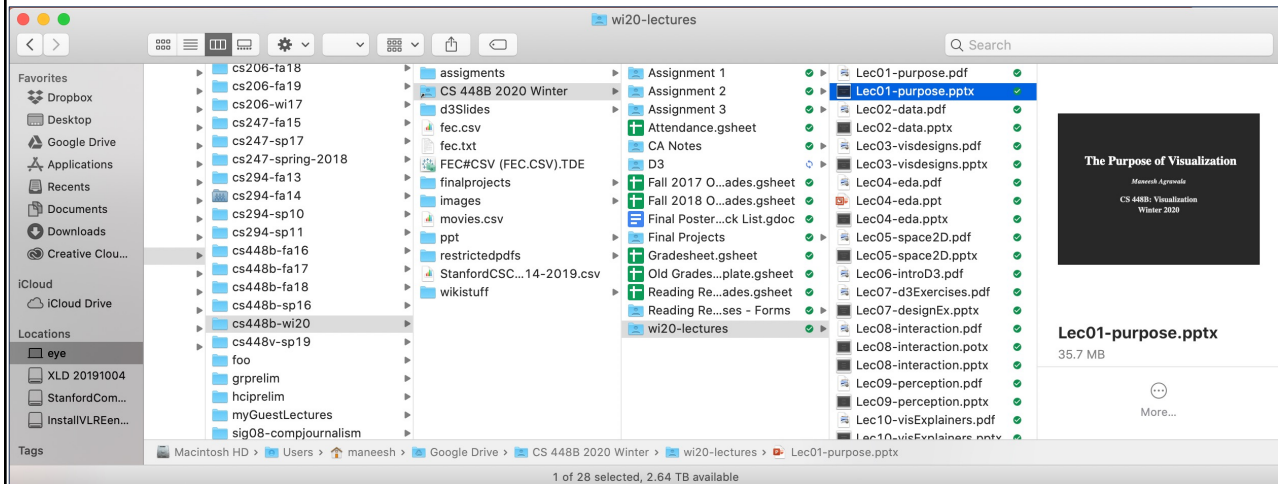 wi20-lectures
Search
Favorites
Dropbox
Desktop
Google Drive
Applications
Recents
Documents
Downloads
Creative Clou...
iCloud
iCloud Drive
Locations
eye
XLD 20191004
StanfordCom...
InstallVLREen...
Tags
cs206-fa18
cs206-fa19
cs206-wi17
cs247-fa15
cs247-sp17
cs247-spring-2018
cs294-fa13
cs294-fa14
cs294-sp10
cs294-sp11
cs448b-fa16
cs448b-fa17
cs448b-fa18
cs448b-sp16
cs448b-wi20
cs448v-sp19
foo
grprelim
hciprelim
myGuestLectures
sig08-compjournalism
assigments
CS 448B 2020 Winter
d3Slides
fec.csv
fec.txt
FEC#CSV (FEC.CSV).TDE
finalprojects
images
movies.csv
ppt
restrictedpdfs
StanfordCSC...14-2019.csv
wikistuff
Assignment 1
Assignment 2
Assignment 3
Attendance.gsheet
CA Notes
D3
Fall 2017 O...ades.gsheet
Fall 2018 O...ades.gsheet
Final Poster...ck List.gdoc
Final Projects
Gradesheet.gsheet
Old Grades...plate.gsheet
Reading Re...ades.gsheet
Reading Re...ses - Forms
wi20-lectures
Lec01-purpose.pdf
Lec01-purpose.pptx
Lec02-data.pdf
Lec02-data.pptx
Lec03-visdesigns.pdf
Lec03-visdesigns.pptx
Lec04-eda.pdf
Lec04-eda.ppt
Lec04-eda.pptx
Lec05-space2D.pdf
Lec05-space2D.pptx
Lec06-introD3.pdf
Lec07-d3Exercises.pdf
Lec07-designEx.pptx
Lec08-interaction.pdf
Lec08-interaction.potx
Lec08-interaction.pptx
Lec09-perception.pdf
Lec09-perception.pptx
Lec10-visExplainers.pdf
Lec10-visExplainers.pptx
The Purpose of Visualization
Maneesh Agrawala
CS 448B: Visualization
Winter 2020
Lec01-purpose.pptx
35.7 MB
More...
Macintosh HD > Users > maneesh > Google Drive > CS 448B 2020 Winter > wi20-lectures > Lec01-purpose.pptx
1 of 28 selected, 2.64 TB available